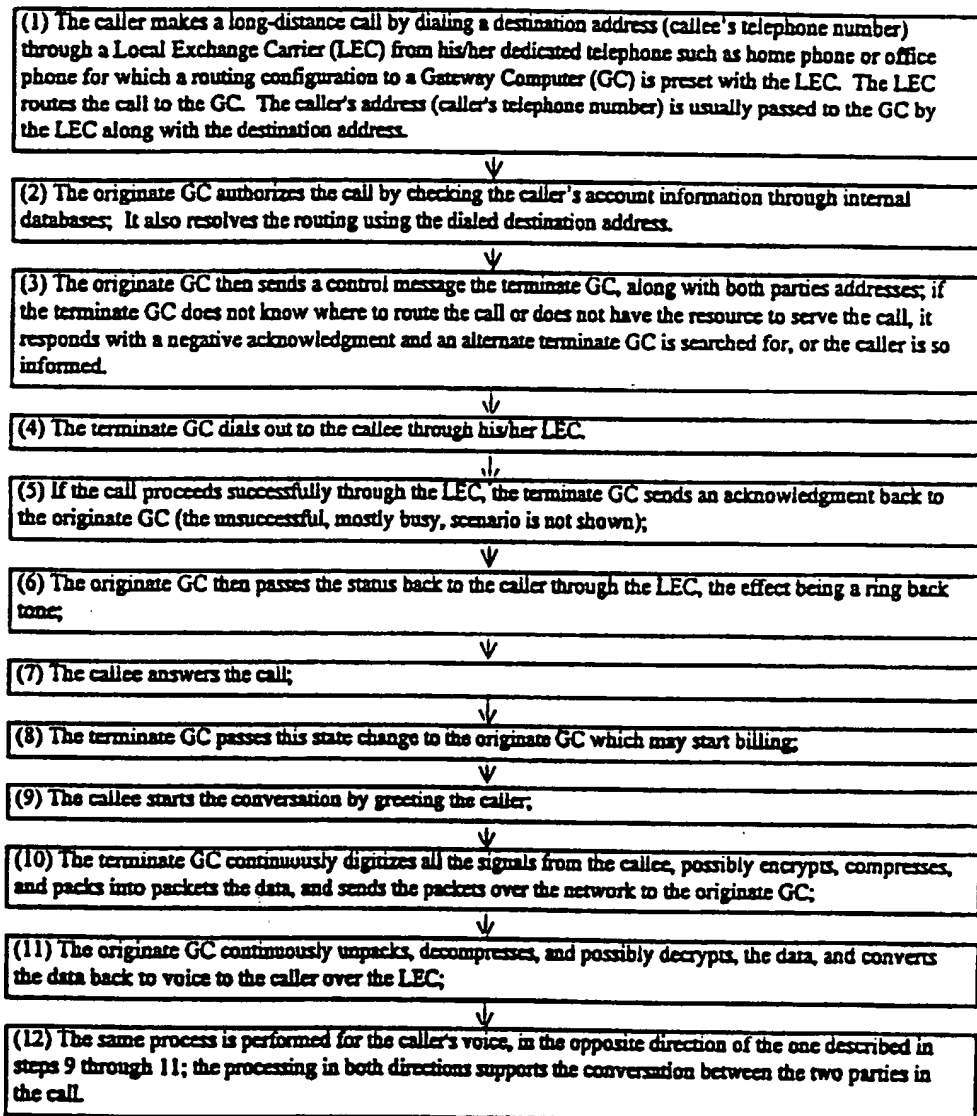 (1) The caller makes a long-distance call by dialing a destination address (callee's telephone number)
through a Local Exchange Carrier (LEC) from his/her dedicated telephone such as home phone or office
phone for which a routing configuration to a Gateway Computer (GC) is preset with the LEC. The LEC
routes the call to the GC. The caller's address (caller's telephone number) is usually passed to the GC by
the LEC along with the destination address.
(2) The originate GC authorizes the call by checking the caller's account information through internal
databases; It also resolves the routing using the dialed destination address.
(3) The originate GC then sends a control message the terminate GC, along with both parties addresses; if
the terminate GC does not know where to route the call or does not have the resource to serve the call, it
responds with a negative acknowledgment and an alternate terminate GC is searched for, or the caller is so
informed.
(4) The terminate GC dials out to the callee through his/her LEC.
(5) If the call proceeds successfully through the LEC, the terminate GC sends an acknowledgment back to
the originate GC (the unsuccessful, mostly busy, scenario is not shown);
(6) The originate GC then passes the status back to the caller through the LEC, the effect being a ring back
tone;
(7) The callee answers the call;
(8) The terminate GC passes this state change to the originate GC which may start billing;
(9) The callee starts the conversation by greeting the caller;
(10) The terminate GC continuously digitizes all the signals from the callee, possibly encrypts, compresses,
and packs into packets the data, and sends the packets over the network to the originate GC;
(11) The originate GC continuously unpacks, decompresses, and possibly decrypts, the data, and converts
the data back to voice to the caller over the LEC;
(12) The same process is performed for the caller's voice, in the opposite direction of the one described in
steps 9 through 11; the processing in both directions supports the conversation between the two parties in
the call.